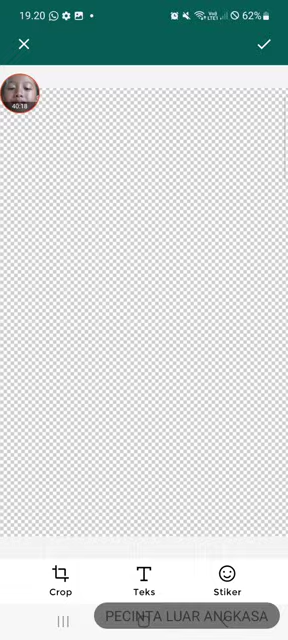 19.20
62%
40:18
Crop
Teks
Stiker
PECINTA LUAR ANGKASA